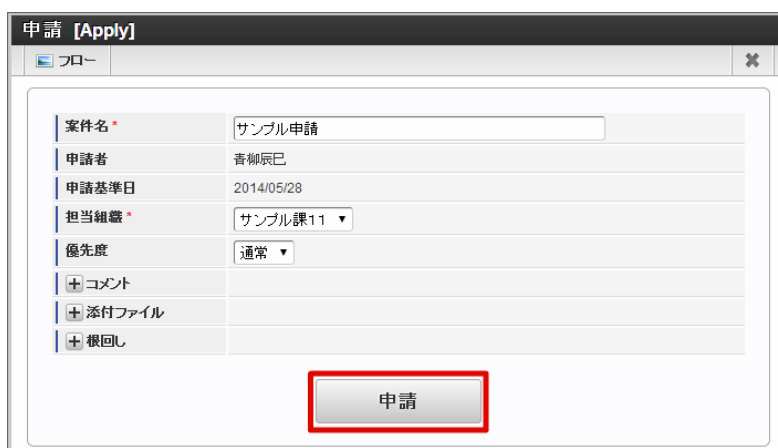 申請 [Apply]
フロー
案件名* サンプル申請
申請者 青柳辰巳
申請基準日 2014/05/28
担当組織* サンプル課11
優先度 通常
コメント
添付ファイル
根回し
申請